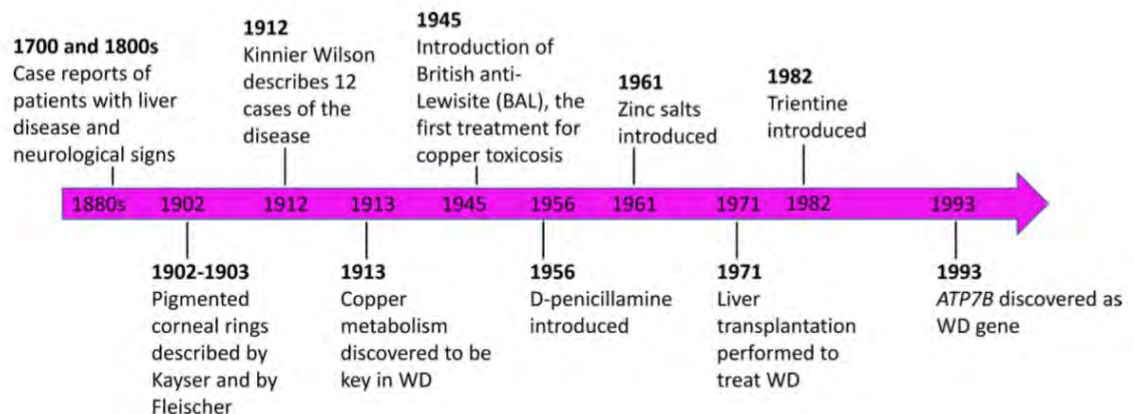 1700 and 1800s
Case reports of
patients with liver
disease and
neurological signs
1912
Kinnier Wilson
describes 12
cases of the
disease
1945
Introduction of
British anti-
Lewisite (BAL), the
first treatment for
copper toxicosis
1961
Zinc salts
introduced
1982
Trientine
introduced
1880s 1902 1912 1913 1945 1956 1961 1971 1982 1993
1902-1903
Pigmented
corneal rings
described by
Kayser and by
Fleischer
1913
Copper
metabolism
discovered to be
key in WD
1956
D-penicillamine
introduced
1971
Liver
transplantation
performed to
treat WD
1993
ATP7B discovered as
WD gene